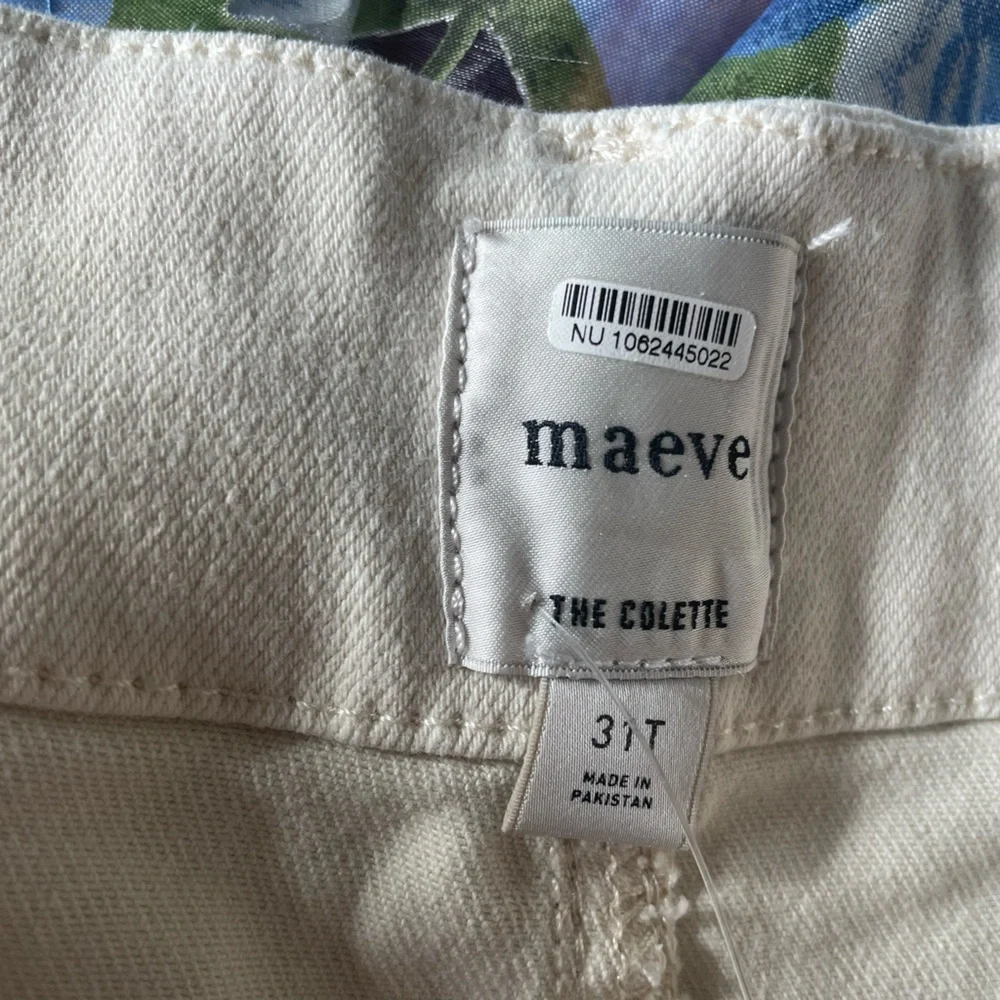 NU 1062445022
maeve
THE COLETTE
31T
MADE IN
PAKISTAN